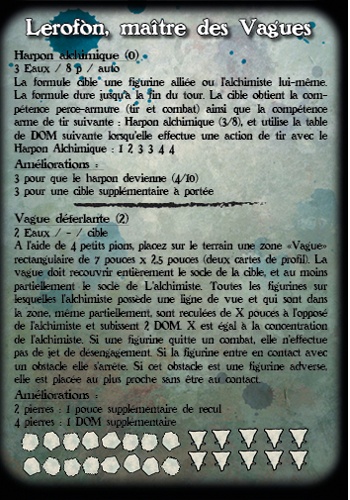 Lerofon, maître des Vagues
Harpon alchimique (0)
3 Eaux / 8 p / auto
La formule cible une figurine alliée ou l'alchimiste lui-même.
La formule dure jusqu'a la fin du tour. La cible obtient la com-
pétence perce-armure (tir et combat) ainsi que la compétence
arme de tir suivante : Harpon alchimique (3/8), et utilise la table
de DOM suivante lorsqu'elle effectue une action de tir avec le
Harpon Alchimique : 1 2 3 3 4 4
Améliorations :
3 pour que le harpon devienne (4/10)
3 pour une cible supplémentaire à portée
Vague déferlante (2)
2 Eaux / - / cible
A l'aide de 4 petits pions, placez sur le terrain une zone «Vague»
rectangulaire de 7 pouces x 2,5 pouces (deux cartes de profil). La
vague doit recouvrir entièrement le socle de la cible, et au moins
partiellement le socle de L'alchimiste. Toutes les figurines sur
lesquelles l'alchimiste possède une ligne de vue et qui sont dans
la zone, même partiellement, sont reculées de X pouces à l'opposé
de l'alchimiste et subissent 2 DOM. X est égal à la concentration
de l'alchimiste. Si une figurine quitte un combat, elle n'effectue
pas de jet de désengagement. Si la figurine entre en contact avec
un obstacle elle s'arrête. Si cet obstacle est une figurine adverse,
elle est placée au plus proche sans être au contact.
Améliorations :
2 pierres : 1 pouce supplémentaire de recul
4 pierres : 1 DOM supplémentaire